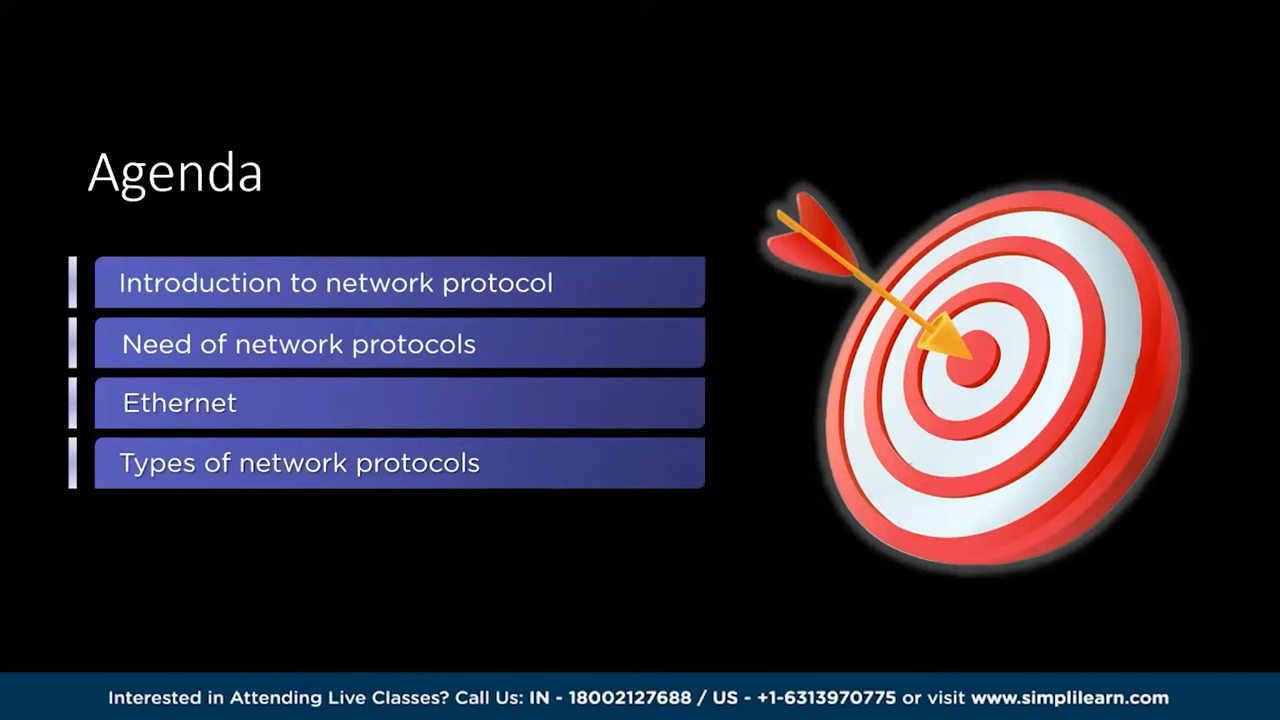 Agenda
Introduction to network protocol
Need of network protocols
Ethernet
Types of network protocols
Interested in Attending Live Classes? Call Us: IN - 18002127688 / US - +1-6313970775 or visit www.simplilearn.com